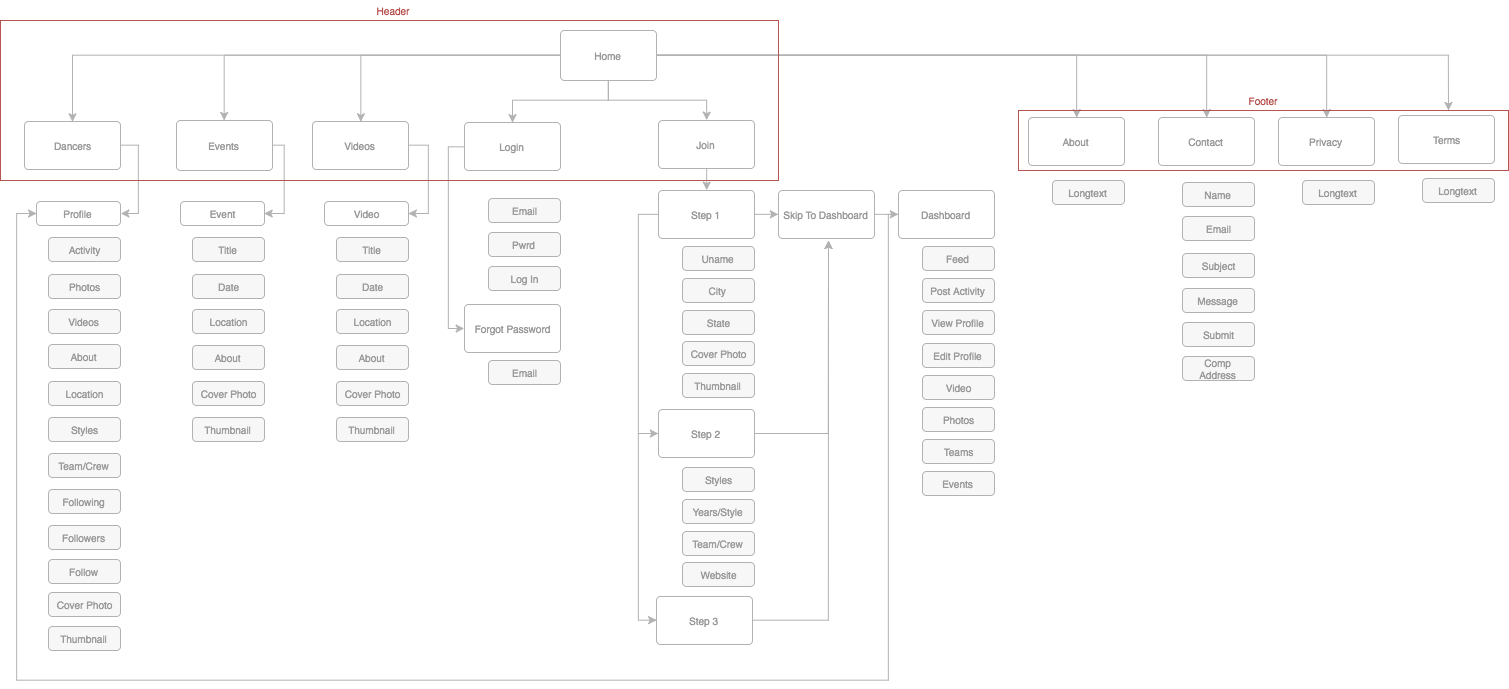 Header
Home
Footer
Dancers
Events
Videos
Login
Join
About
Contact
Privacy
Terms
Profile
Activity
Photos
Videos
About
Location
Styles
Team/Crew
Following
Followers
Follow
Cover Photo
Thumbnail
Event
Title
Date
Location
About
Cover Photo
Thumbnail
Video
Title
Date
Location
About
Cover Photo
Thumbnail
Email
Pwrd
Log In
Forgot Password
Email
Step 1
Uname
City
State
Cover Photo
Thumbnail
Step 2
Styles
Years/Style
Team/Crew
Website
Step 3
Skip To Dashboard
Dashboard
Feed
Post Activity
View Profile
Edit Profile
Video
Photos
Teams
Events
Longtext
Name
Email
Subject
Message
Submit
Comp
Address
Longtext
Longtext